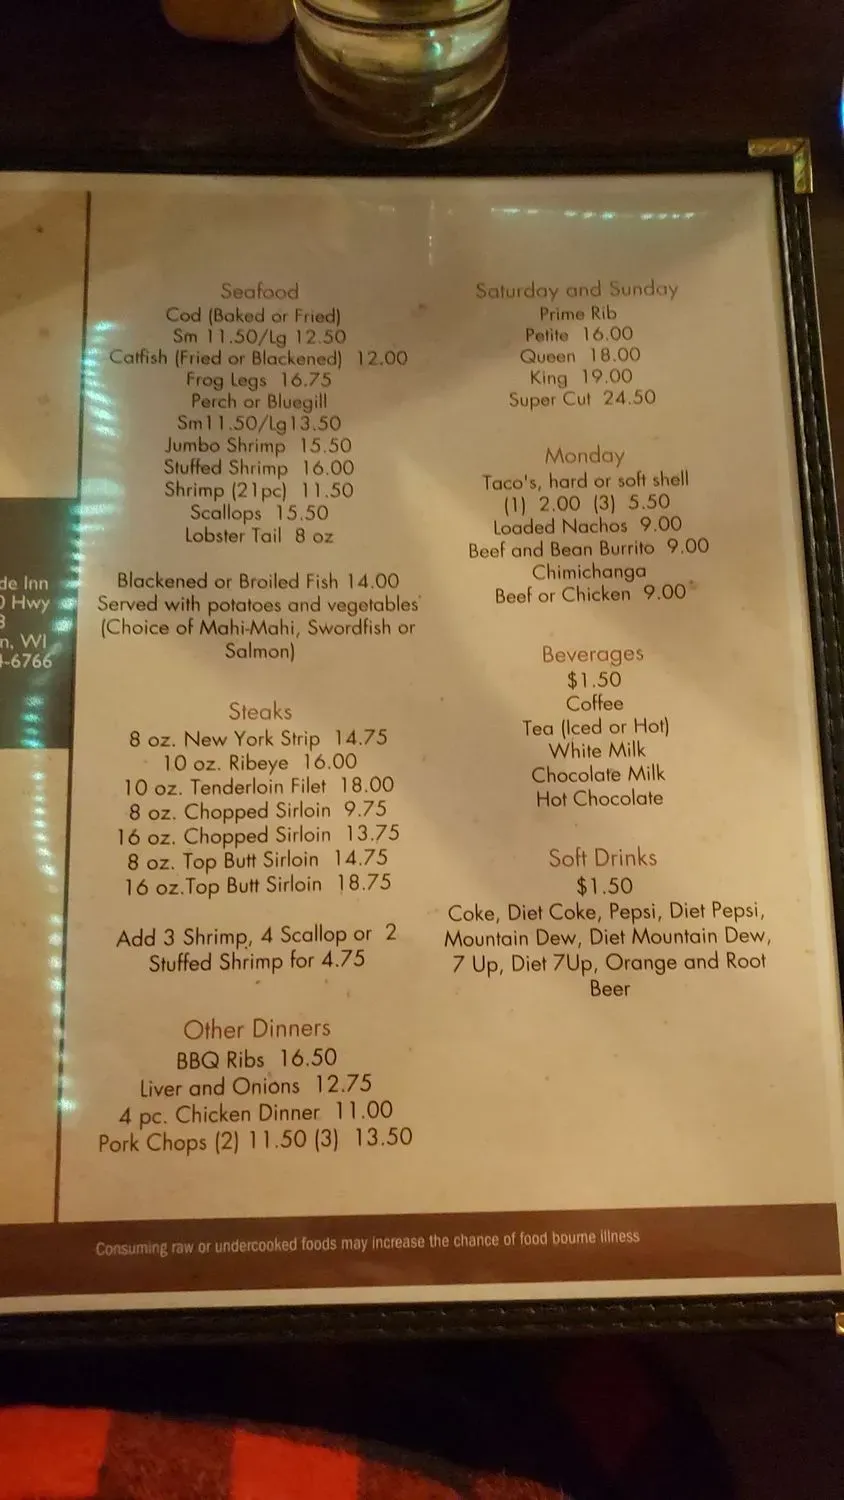 de Inn
Hwy
n, WI
-6766
Seafood
Cod (Baked or Fried)
Sm 11.50/Lg 12.50
Catfish (Fried or Blackened) 12.00
Frog Legs 16.75
Perch or Bluegill
Sm11.50/Lg13.50
Jumbo Shrimp 15.50
Stuffed Shrimp 16.00
Shrimp (21pc) 11.50
Scallops 15.50
Lobster Tail 8 oz
Blackened or Broiled Fish 14.00
Served with potatoes and vegetables
(Choice of Mahi-Mahi, Swordfish or
Salmon)
Steaks
8 oz. New York Strip 14.75
10 oz. Ribeye 16.00
10 oz. Tenderloin Filet 18.00
8 oz. Chopped Sirloin 9.75
16 oz. Chopped Sirloin 13.75
8 oz. Top Butt Sirloin 14.75
16 oz.Top Butt Sirloin 18.75
Add 3 Shrimp, 4 Scallop or 2
Stuffed Shrimp for 4.75
Other Dinners
BBQ Ribs 16.50
Liver and Onions 12.75
4 pc. Chicken Dinner 11.00
Pork Chops (2) 11.50 (3) 13.50
Saturday and Sunday
Prime Rib
Petite 16.00
Queen 18.00
King 19.00
Super Cut 24.50
Monday
Taco's, hard or soft shell
(1) 2.00 (3) 5.50
Loaded Nachos 9.00
Beef and Bean Burrito 9.00
Chimichanga
Beef or Chicken 9.00
Beverages
$1.50
Coffee
Tea (Iced or Hot)
White Milk
Chocolate Milk
Hot Chocolate
Soft Drinks
$1.50
Coke, Diet Coke, Pepsi, Diet Pepsi,
Mountain Dew, Diet Mountain Dew,
7 Up, Diet 7Up, Orange and Root
Beer
Consuming raw or undercooked foods may increase the chance of food bourne illness